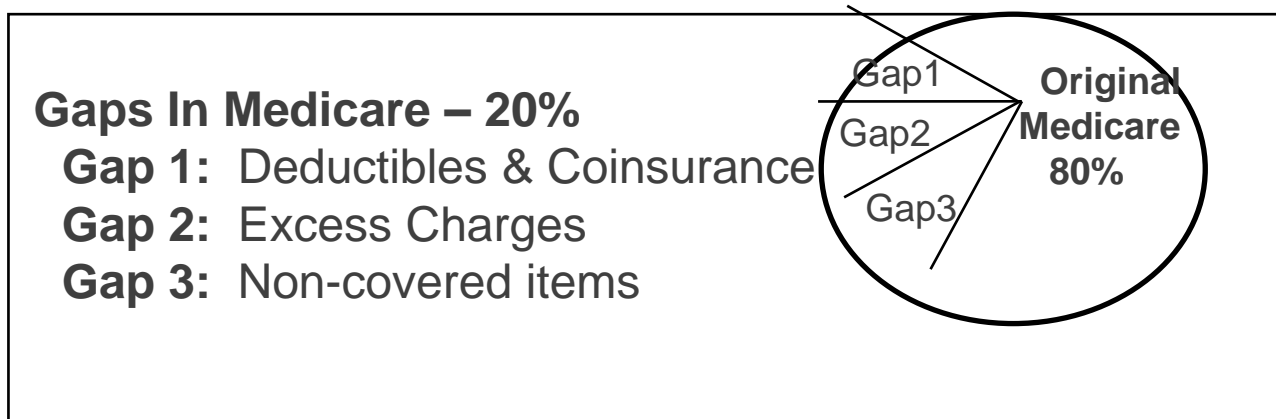 Gaps In Medicare – 20%
Gap 1: Deductibles & Coinsurance
Gap 2: Excess Charges
Gap 3: Non-covered items
Gap1
Gap2
Gap3
Original
Medicare
80%